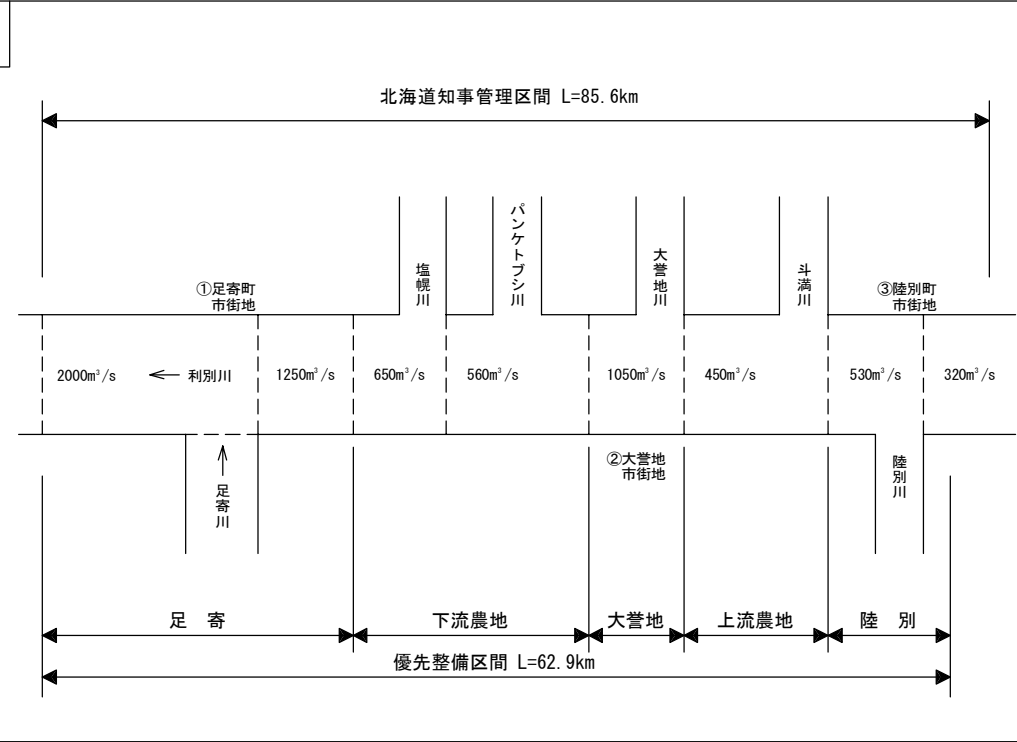 北海道知事管理区間 L=85.6km
塩幌川
パンケトブシ川
大誉地川
斗満川
①足寄町
市街地
③陸別町
市街地
2000m³/s
利別川
1250m³/s
650m³/s
560m³/s
1050m³/s
450m³/s
530m³/s
320m³/s
足寄川
②大誉地
市街地
陸別川
足 寄
下流農地
大誉地
上流農地
陸 別
優先整備区間 L=62.9km